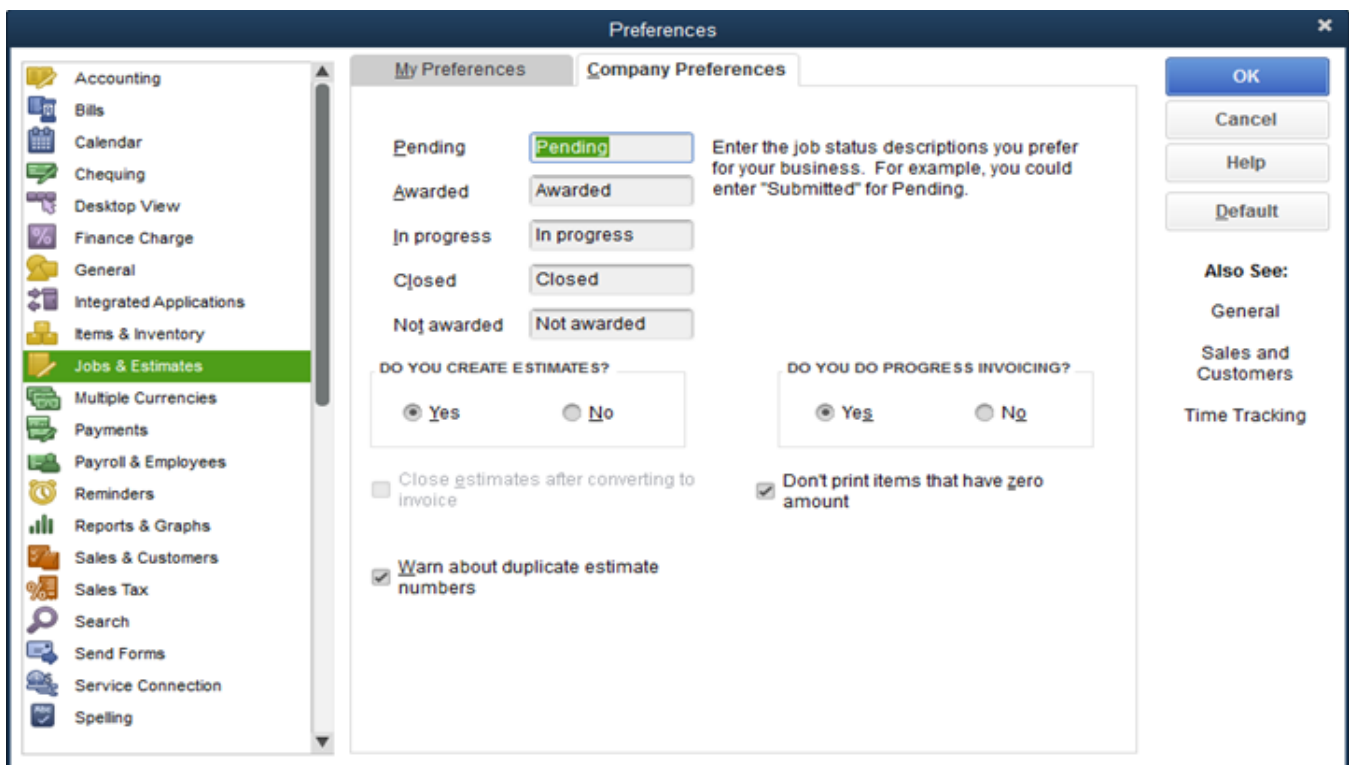 Preferences
Accounting
Bills
Calendar
Chequing
Desktop View
Finance Charge
General
Integrated Applications
Items & Inventory
Jobs & Estimates
Multiple Currencies
Payments
Payroll & Employees
Reminders
Reports & Graphs
Sales & Customers
Sales Tax
Search
Send Forms
Service Connection
Spelling
My Preferences
Company Preferences
Pending Pending
Awarded Awarded
In progress In progress
Closed Closed
Not awarded Not awarded
Enter the job status descriptions you prefer
for your business. For example, you could
enter "Submitted" for Pending.
DO YOU CREATE ESTIMATES?
Yes No
Close estimates after converting to
invoice
Warn about duplicate estimate
numbers
DO YOU DO PROGRESS INVOICING?
Yes No
Don't print items that have zero
amount
OK
Cancel
Help
Default
Also See:
General
Sales and
Customers
Time Tracking